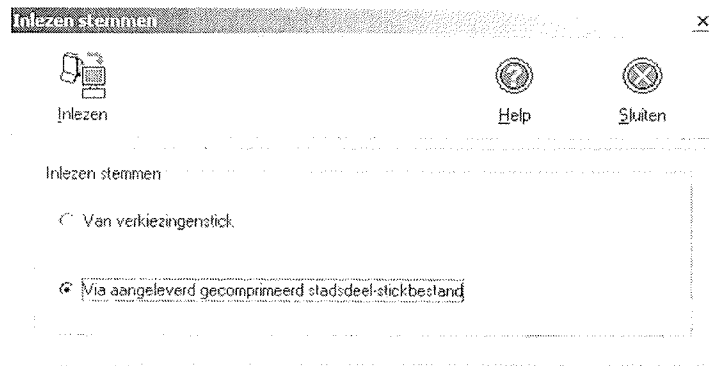 Inlezen stemmen
Inlezen
Help
Sluiten
Inlezen stemmen
Van verkiezingenstick
Via aangeleverd gecomprimeerd stadsdeel-stickbestand